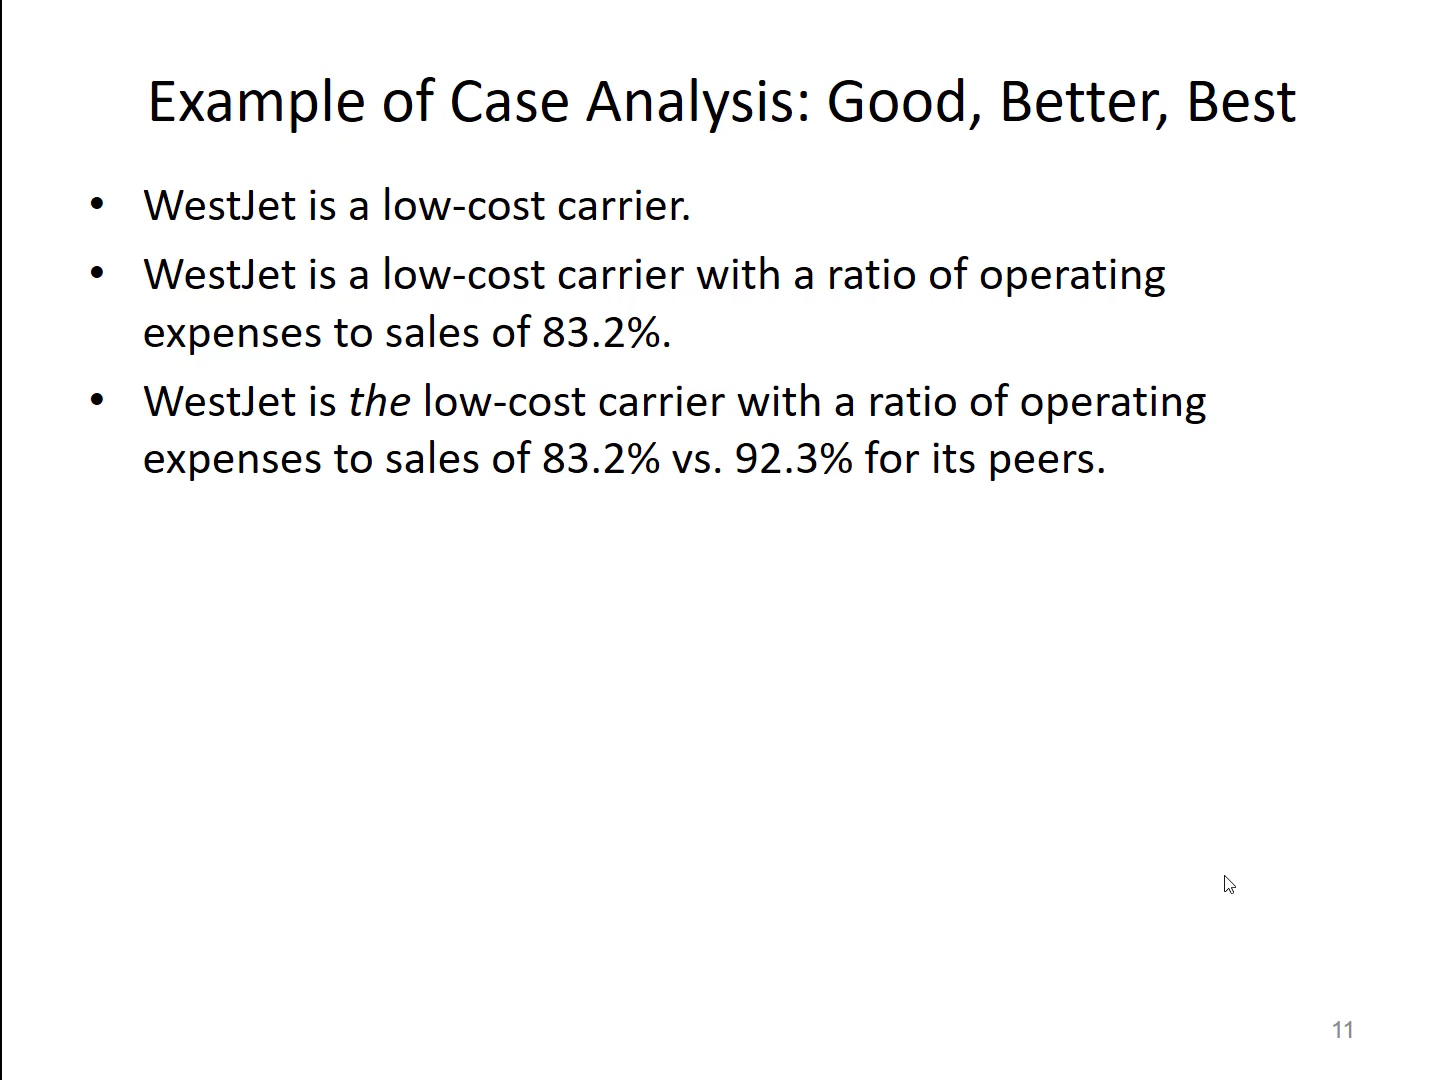 Example of Case Analysis: Good, Better, Best
• WestJet is a low-cost carrier.
• WestJet is a low-cost carrier with a ratio of operating
expenses to sales of 83.2%.
• WestJet is the low-cost carrier with a ratio of operating
expenses to sales of 83.2% vs. 92.3% for its peers.
11